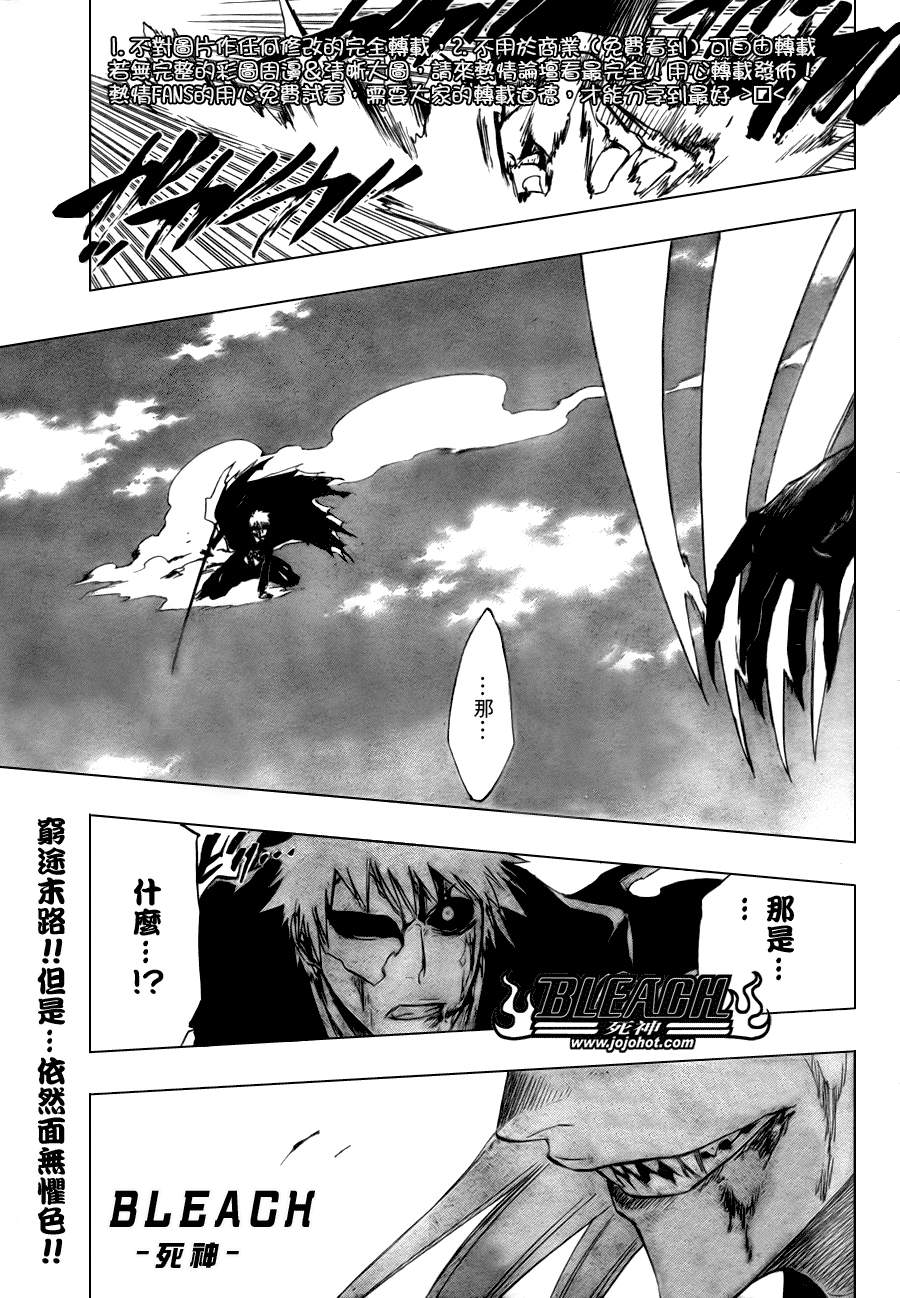 1. 不對圖片作任何修改的完全轉載，2. 不用於商業（免費看到）可自由轉載
若無完整的彩圖周漫＆清晰大圖，請來熱情論壇看最完全！用心轉載發佈！
熱情FANS的用心免費試看，需要大家的轉載道德，才能分享到最好 >口<
…那…
那是……
什麼…!?
BLEACH
死神
www.jojohot.com
窮途末路!!但是…依然面無懼色!!
BLEACH
-死神-